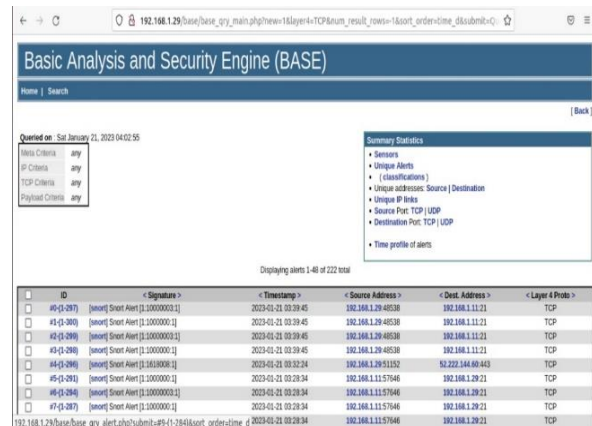 192.168.1.29/base/base_qry_main.php?new=1&layer4=TCP&num_result_rows=-1&sort_order=time_d&submit=Q
Basic Analysis and Security Engine (BASE)
Home | Search
[ Back ]
Queried on : Sat January 21, 2023 04:02:55
Meta Criteria any
IP Criteria any
TCP Criteria any
Payload Criteria any
Summary Statistics
• Sensors
• Unique Alerts
• ( classifications )
• Unique addresses: Source | Destination
• Unique IP links
• Source Port: TCP | UDP
• Destination Port: TCP | UDP
• Time profile of alerts
Displaying alerts 1-48 of 222 total
ID < Signature > < Timestamp > < Source Address > < Dest. Address > < Layer 4 Proto >
#0-(1-297) [snort] Snort Alert [1:10000003:1] 2023-01-21 03:39:45 192.168.1.29:48538 192.168.1.11:21 TCP
#1-(1-300) [snort] Snort Alert [1:1000000:1] 2023-01-21 03:39:45 192.168.1.29:48538 192.168.1.11:21 TCP
#2-(1-299) [snort] Snort Alert [1:10000003:1] 2023-01-21 03:39:45 192.168.1.29:48538 192.168.1.11:21 TCP
#3-(1-298) [snort] Snort Alert [1:1000000:1] 2023-01-21 03:39:45 192.168.1.29:48538 192.168.1.11:21 TCP
#4-(1-296) [snort] Snort Alert [1:1618008:1] 2023-01-21 03:32:24 192.168.1.29:51152 52.222.144.60:443 TCP
#5-(1-291) [snort] Snort Alert [1:1000000:1] 2023-01-21 03:28:34 192.168.1.11:57646 192.168.1.29:21 TCP
#6-(1-294) [snort] Snort Alert [1:10000003:1] 2023-01-21 03:28:34 192.168.1.11:57646 192.168.1.29:21 TCP
#7-(1-287) [snort] Snort Alert [1:1000000:1] 2023-01-21 03:28:34 192.168.1.11:57646 192.168.1.29:21 TCP
192.168.1.29/base/base_qry_alert.php?submit=#9-(1-284)&sort_order=time_d 2023-01-21 03:28:34 192.168.1.11:57646 192.168.1.29:21 TCP